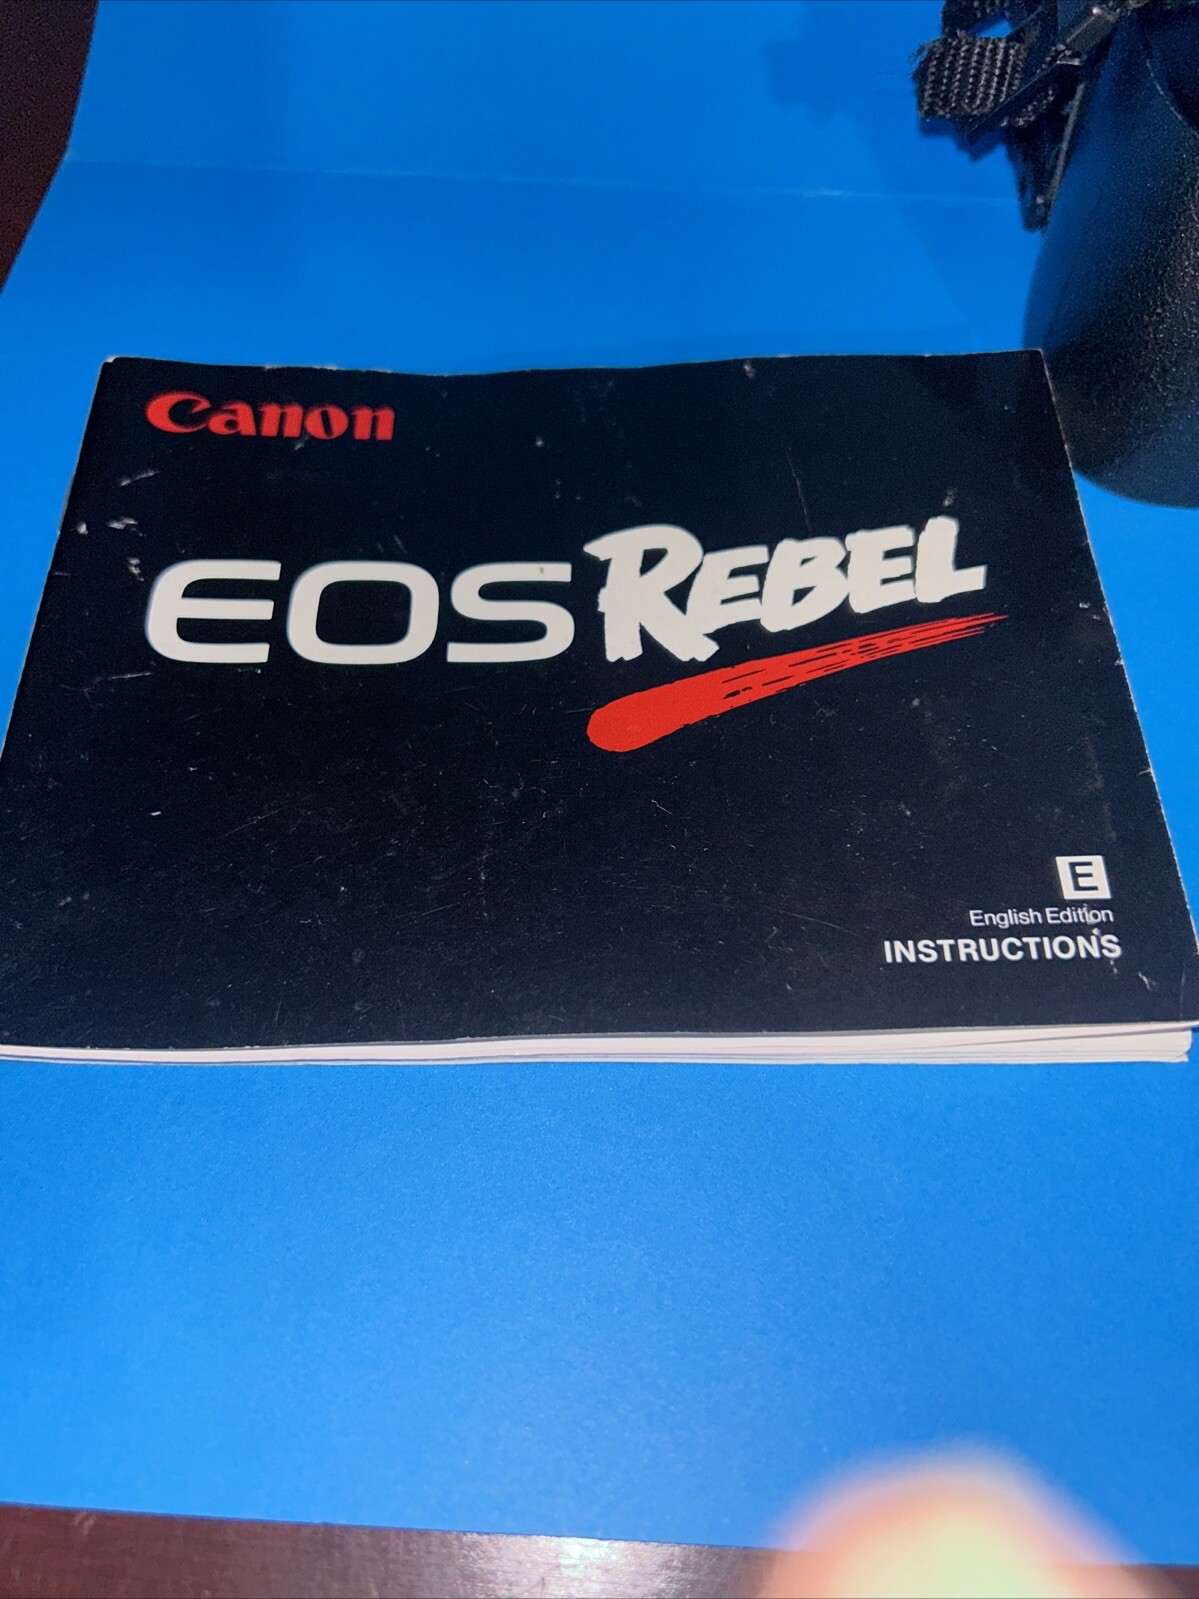 Canon
EOS REBEL
E
English Edition
INSTRUCTIONS